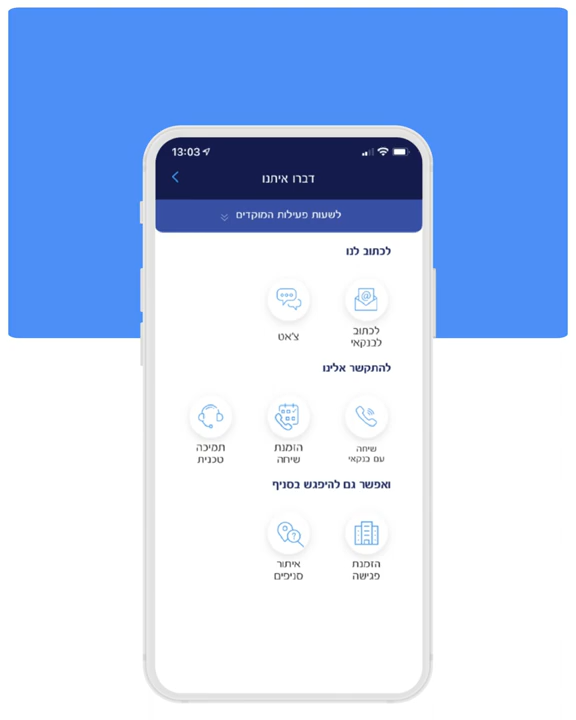 13:03
דברו איתנו
לשעות פעילות המוקדים
לכתוב לנו
לכתוב
לבנקאי
צ'אט
להתקשר אלינו
שיחה
עם בנקאי
הזמנת
שיחה
תמיכה
טכנית
ואפשר גם להיפגש בסניף
הזמנת
פגישה
איתור
סניפים